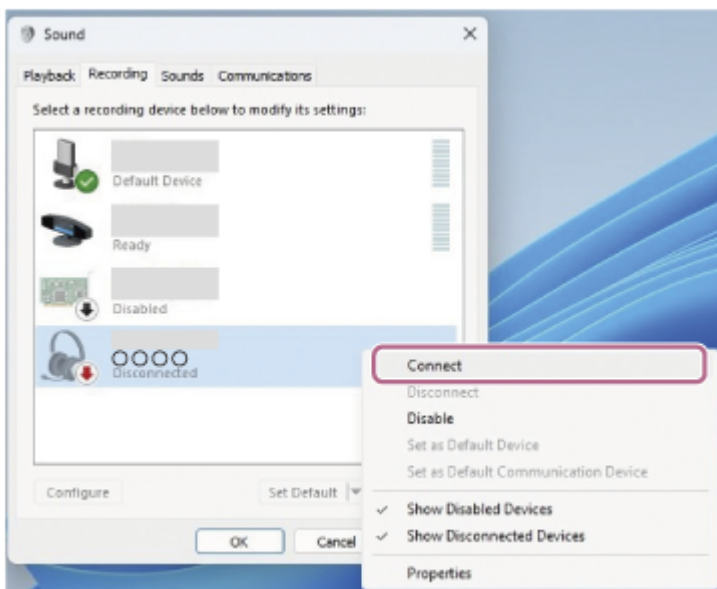 Sound
Playback Recording Sounds Communications
Select a recording device below to modify its settings:
Default Device
Ready
Disabled
○○○○
Disconnected
Configure Set Default
OK Cancel
Connect
Disconnect
Disable
Set as Default Device
Set as Default Communication Device
Show Disabled Devices
Show Disconnected Devices
Properties